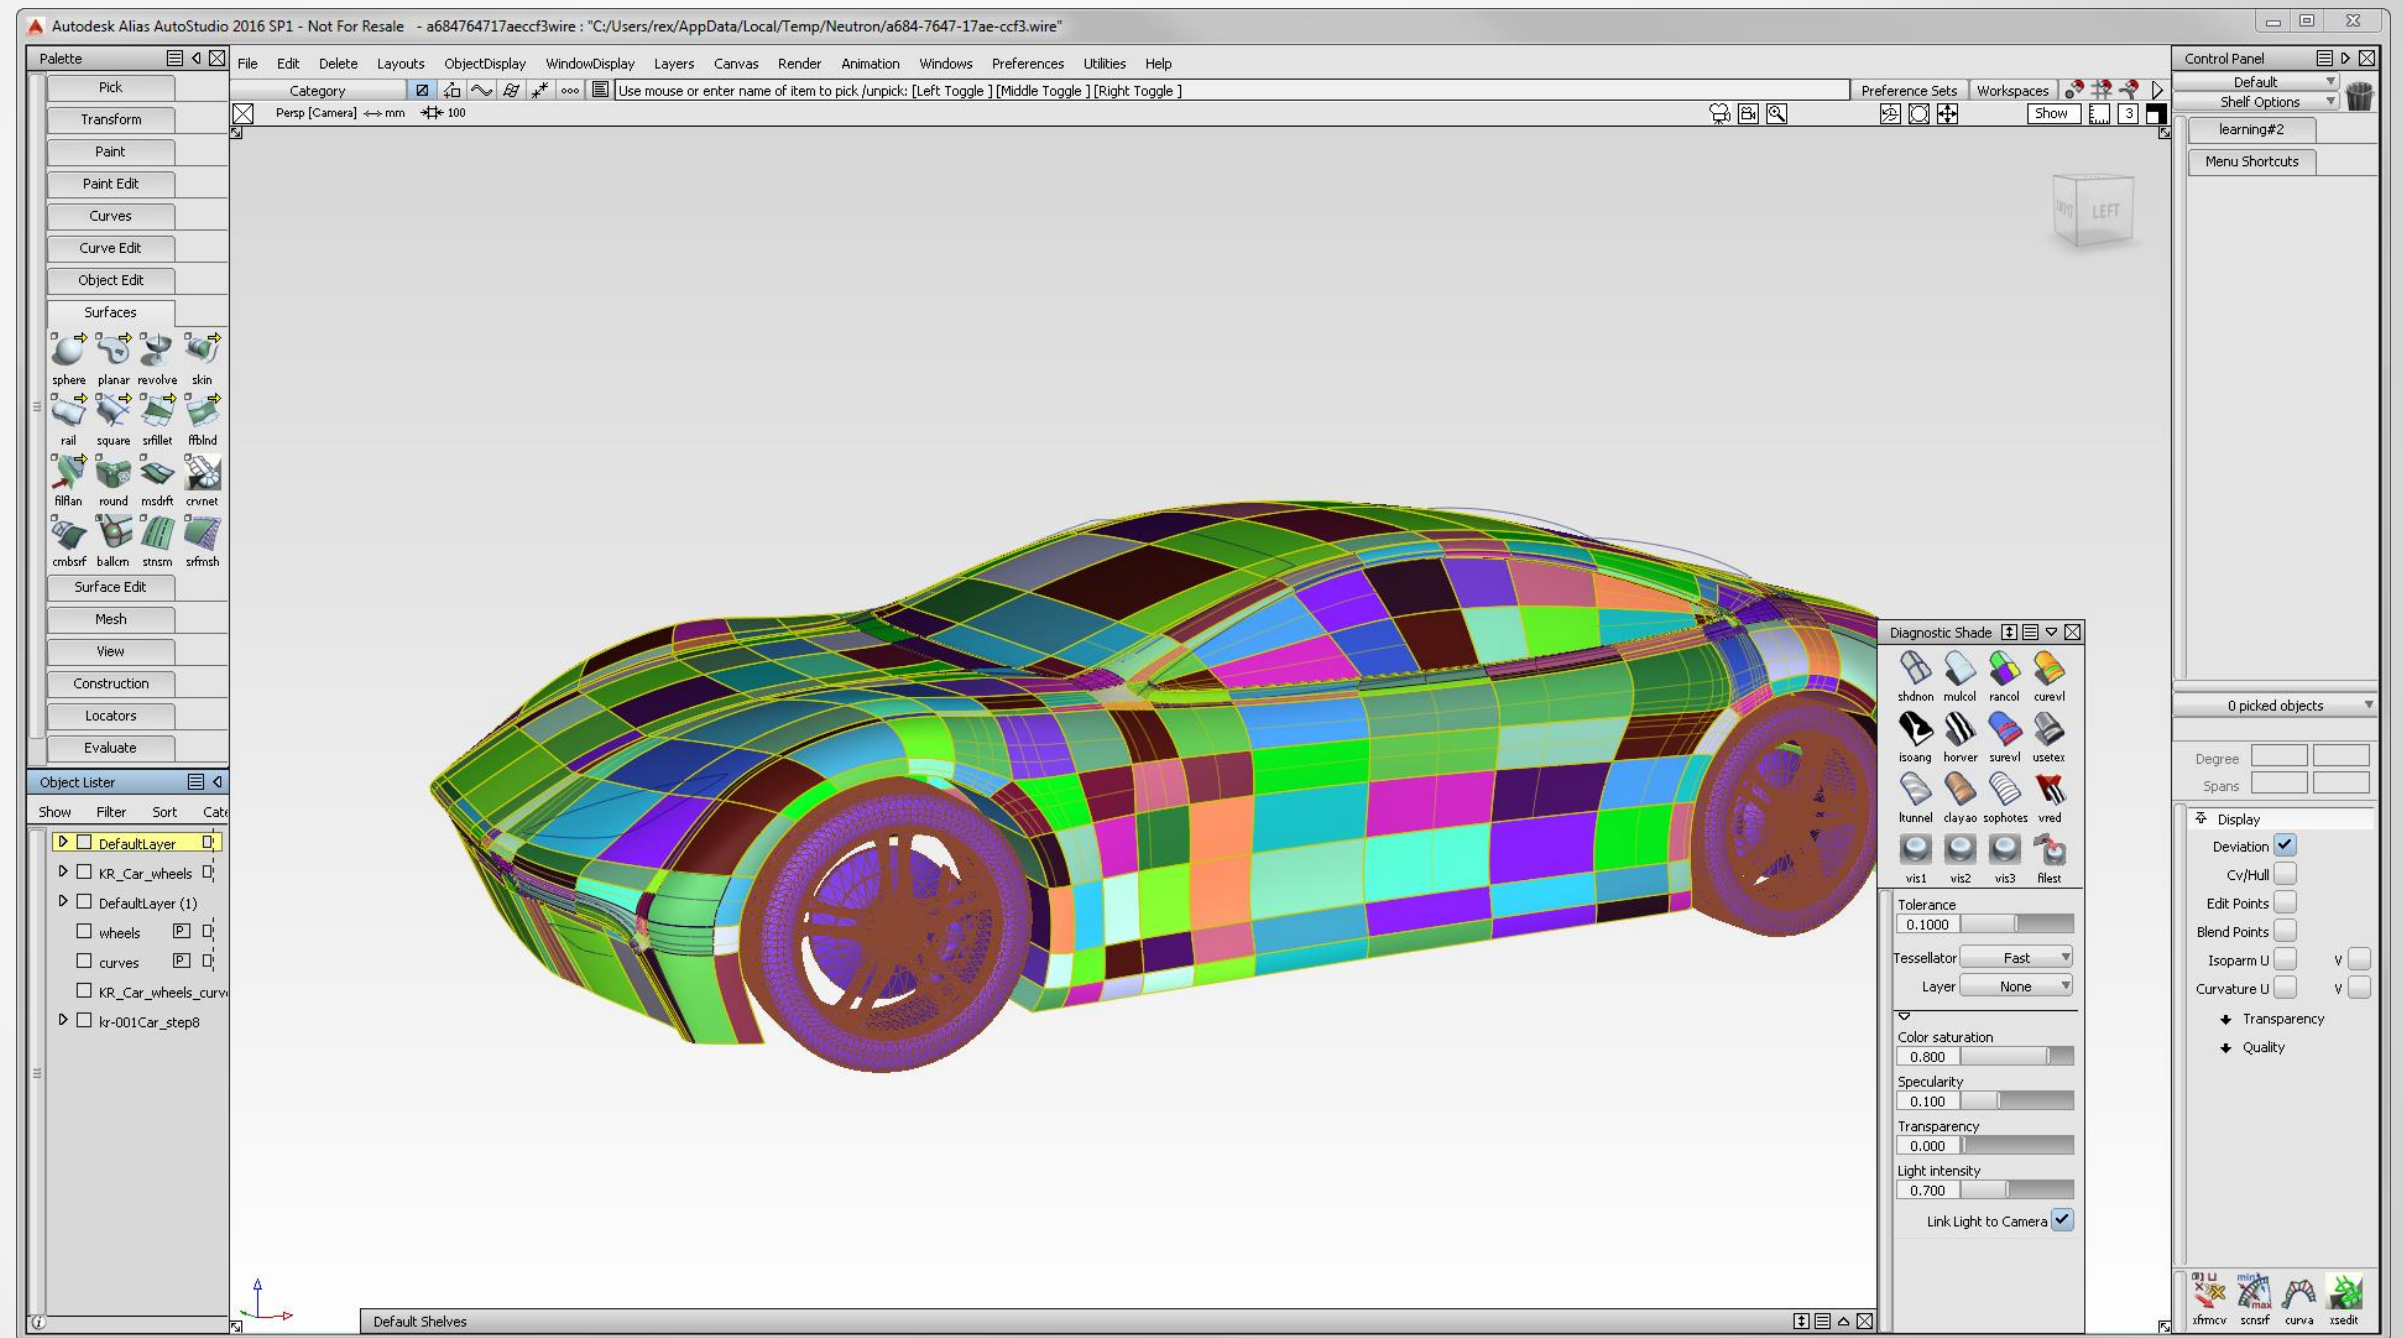 Autodesk Alias AutoStudio 2016 SP1 - Not For Resale - a684764717aeccf3wire : "C:/Users/rex/AppData/Local/Temp/Neutron/a684-7647-17ae-ccf3.wire"
Palette
Pick
Transform
Paint
Paint Edit
Curves
Curve Edit
Object Edit
Surfaces
sphere planar revolve skin
rail square srfillet ffblnd
filflan round msdrft crvnet
cmbsrf ballcrn stnsm srfmsh
Surface Edit
Mesh
View
Construction
Locators
Evaluate
Object Lister
Show Filter Sort Cate
DefaultLayer
KR_Car_wheels
DefaultLayer (1)
wheels P
curves P
KR_Car_wheels_curv
kr-001Car_step8
File Edit Delete Layouts ObjectDisplay WindowDisplay Layers Canvas Render Animation Windows Preferences Utilities Help
Category Use mouse or enter name of item to pick /unpick: [Left Toggle ] [Middle Toggle ] [Right Toggle ] Preference Sets Workspaces
Persp [Camera] <-> mm 100 Show 3
LEFT
Diagnostic Shade
shdnon mulcol rancol curevl
isoang horver surevl usetex
ltunnel clayao sophotes vred
vis1 vis2 vis3 filest
Tolerance
0.1000
Tessellator Fast
Layer None
Color saturation
0.800
Specularity
0.100
Transparency
0.000
Light intensity
0.700
Link Light to Camera
Default Shelves
Control Panel
Default
Shelf Options
learning#2
Menu Shortcuts
0 picked objects
Degree
Spans
Display
Deviation
Cv/Hull
Edit Points
Blend Points
Isoparm U V
Curvature U V
Transparency
Quality
min
max
xfrmcv scnsrf curva xsedit